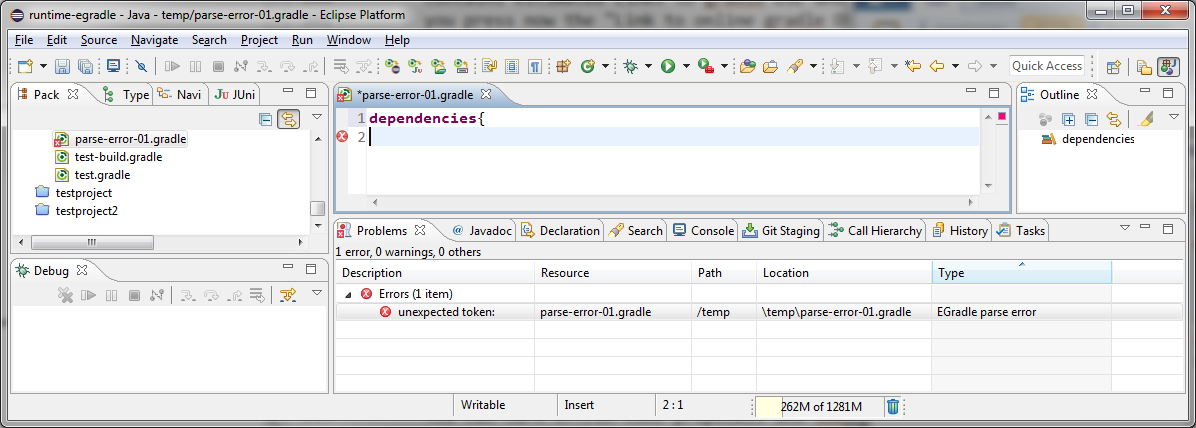 runtime-egradle - Java - temp/parse-error-01.gradle - Eclipse Platform
File Edit Source Navigate Search Project Run Window Help
Quick Access
Pack Type Navi JUni
parse-error-01.gradle
test-build.gradle
test.gradle
testproject
testproject2
*parse-error-01.gradle
1 dependencies{
2
Outline
dependencies
Debug
Problems @ Javadoc Declaration Search Console Git Staging Call Hierarchy History Tasks
1 error, 0 warnings, 0 others
Description Resource Path Location Type
Errors (1 item)
unexpected token: parse-error-01.gradle /temp \temp\parse-error-01.gradle EGradle parse error
Writable Insert 2 : 1 262M of 1281M